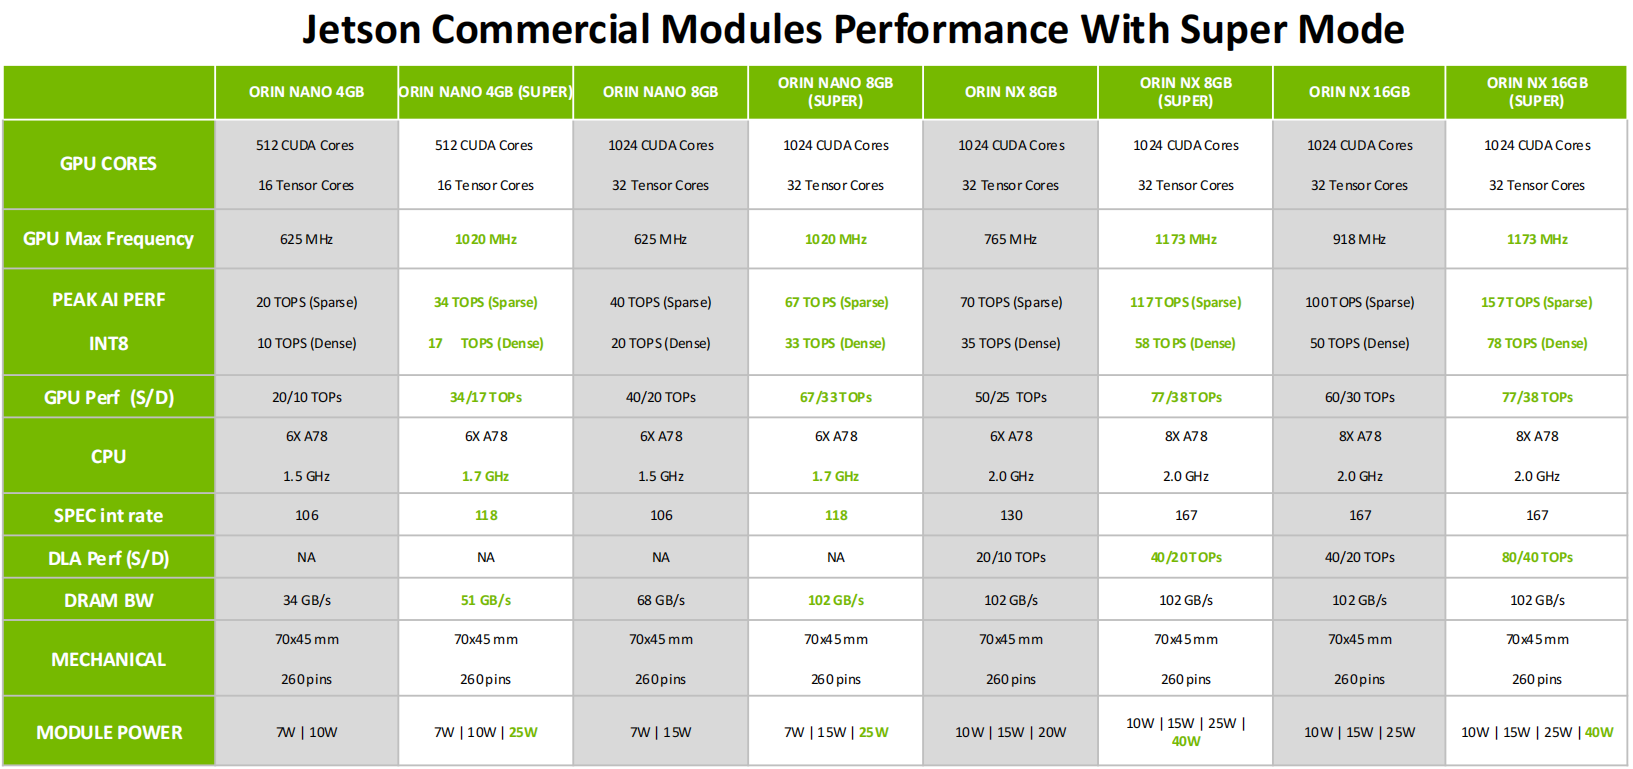 Jetson Commercial Modules Performance With Super Mode
ORIN NANO 4GB ORIN NANO 4GB (SUPER) ORIN NANO 8GB ORIN NANO 8GB (SUPER) ORIN NX 8GB ORIN NX 8GB (SUPER) ORIN NX 16GB ORIN NX 16GB (SUPER)
GPU CORES
512 CUDA Cores 512 CUDA Cores 1024 CUDA Cores 1024 CUDA Cores 1024 CUDA Cores 1024 CUDA Cores 1024 CUDA Cores 1024 CUDA Cores
16 Tensor Cores 16 Tensor Cores 32 Tensor Cores 32 Tensor Cores 32 Tensor Cores 32 Tensor Cores 32 Tensor Cores 32 Tensor Cores
GPU Max Frequency 625 MHz 1020 MHz 625 MHz 1020 MHz 765 MHz 1173 MHz 918 MHz 1173 MHz
PEAK AI PERF 20 TOPS (Sparse) 34 TOPS (Sparse) 40 TOPS (Sparse) 67 TOPS (Sparse) 70 TOPS (Sparse) 117 TOPS (Sparse) 100 TOPS (Sparse) 157 TOPS (Sparse)
INT8 10 TOPS (Dense) 17 TOPS (Dense) 20 TOPS (Dense) 33 TOPS (Dense) 35 TOPS (Dense) 58 TOPS (Dense) 50 TOPS (Dense) 78 TOPS (Dense)
GPU Perf (S/D) 20/10 TOPs 34/17 TOPs 40/20 TOPs 67/33 TOPs 50/25 TOPs 77/38 TOPs 60/30 TOPs 77/38 TOPs
CPU
6X A78 6X A78 6X A78 6X A78 6X A78 8X A78 8X A78 8X A78
1.5 GHz 1.7 GHz 1.5 GHz 1.7 GHz 2.0 GHz 2.0 GHz 2.0 GHz 2.0 GHz
SPEC int rate 106 118 106 118 130 167 167 167
DLA Perf (S/D) NA NA NA NA 20/10 TOPs 40/20 TOPs 40/20 TOPs 80/40 TOPs
DRAM BW 34 GB/s 51 GB/s 68 GB/s 102 GB/s 102 GB/s 102 GB/s 102 GB/s 102 GB/s
MECHANICAL
70x45 mm 70x45 mm 70x45 mm 70x45 mm 70x45 mm 70x45 mm 70x45 mm 70x45 mm
260 pins 260 pins 260 pins 260 pins 260 pins 260 pins 260 pins 260 pins
MODULE POWER 7W | 10W 7W | 10W | 25W 7W | 15W 7W | 15W | 25W 10W | 15W | 20W 10W | 15W | 25W | 40W 10W | 15W | 25W 10W | 15W | 25W | 40W